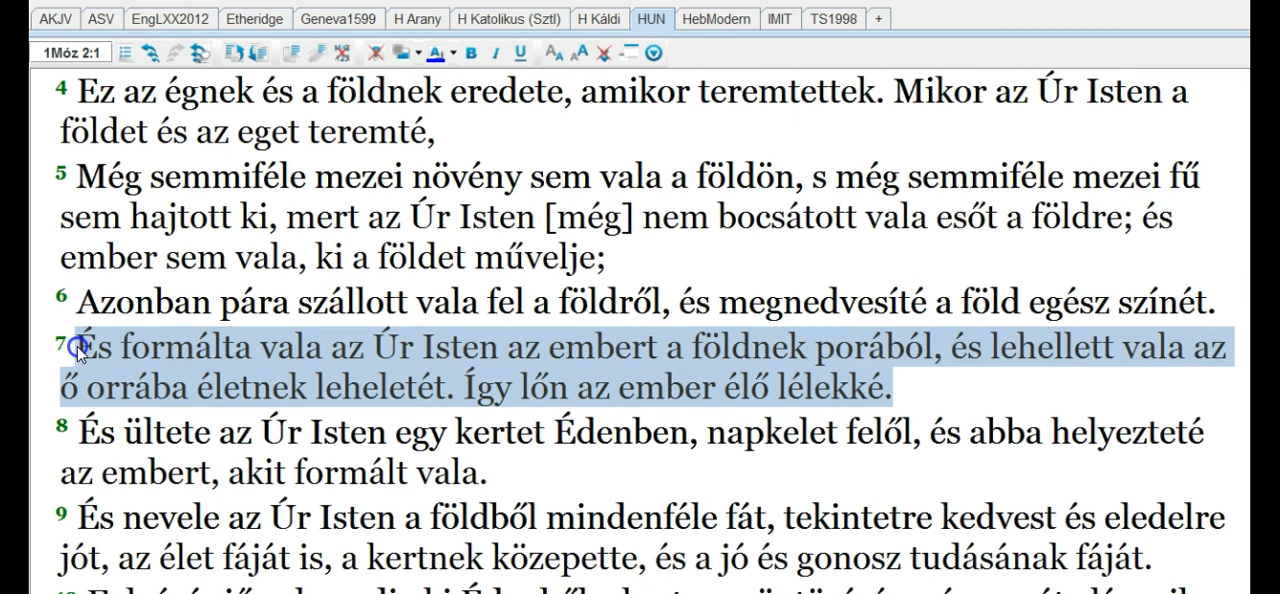 AKJV ASV EngLXX2012 Etheridge Geneva1599 H Arany H Katolikus (Sztl) H Káldi HUN HebModern IMIT TS1998 +
1Móz 2:1 B I U
4 Ez az égnek és a földnek eredete, amikor teremtettek. Mikor az Úr Isten a
földet és az eget teremté,
5 Még semmiféle mezei növény sem vala a földön, s még semmiféle mezei fű
sem hajtott ki, mert az Úr Isten [még] nem bocsátott vala esőt a földre; és
ember sem vala, ki a földet művelje;
6 Azonban pára szállott vala fel a földről, és megnedvesíté a föld egész színét.
7 És formálta vala az Úr Isten az embert a földnek porából, és lehellett vala az
ő orrába életnek leheletét. Így lőn az ember élő lélekké.
8 És ültete az Úr Isten egy kertet Édenben, napkelet felől, és abba helyezteté
az embert, akit formált vala.
9 És nevele az Úr Isten a földből mindenféle fát, tekintetre kedvest és eledelre
jót, az élet fáját is, a kertnek közepette, és a jó és gonosz tudásának fáját.